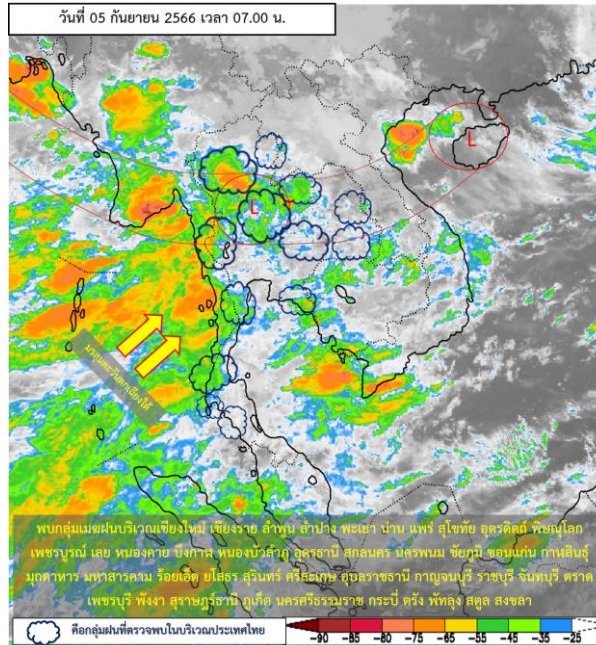 วันที่ 05 กันยายน 2566 เวลา 07.00 น.
L
L
มรสุมตะวันตกเฉียงใต้
พบกลุ่มเมฆฝนบริเวณเชียงใหม่ เชียงราย ลำพูน ลำปาง พะเยา น่าน แพร่ สุโขทัย อุตรดิตถ์ พิษณุโลก
เพชรบูรณ์ เลย หนองคาย บึงกาฬ หนองบัวลำภู อุดรธานี สกลนคร นครพนม ชัยภูมิ ขอนแก่น กาฬสินธุ์
มุกดาหาร มหาสารคาม ร้อยเอ็ด ยโสธร สุรินทร์ ศรีสะเกษ อุบลราชธานี กาญจนบุรี ราชบุรี จันทบุรี ตราด
เพชรบุรี พังงา สุราษฎร์ธานี ภูเก็ต นครศรีธรรมราช กระบี่ ตรัง พัทลุง สตูล สงขลา
คือกลุ่มฝนที่ตรวจพบในบริเวณประเทศไทย
-90 -85 -80 -75 -65 -55 -45 -35 -25